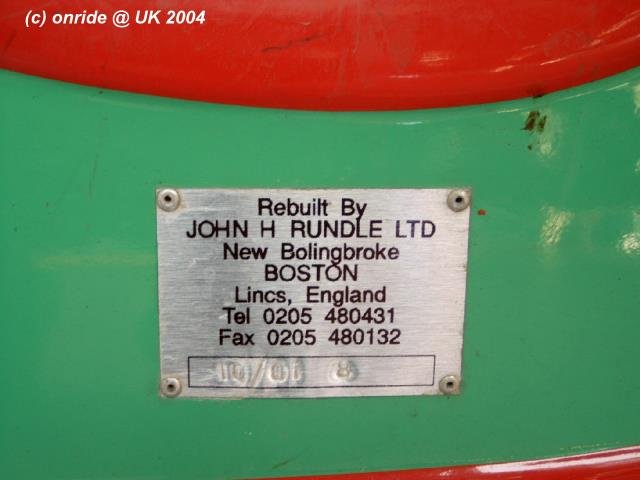 (c) onride @ UK 2004
Rebuilt By
JOHN H RUNDLE LTD
New Bolingbroke
BOSTON
Lincs, England
Tel 0205 480431
Fax 0205 480132
8